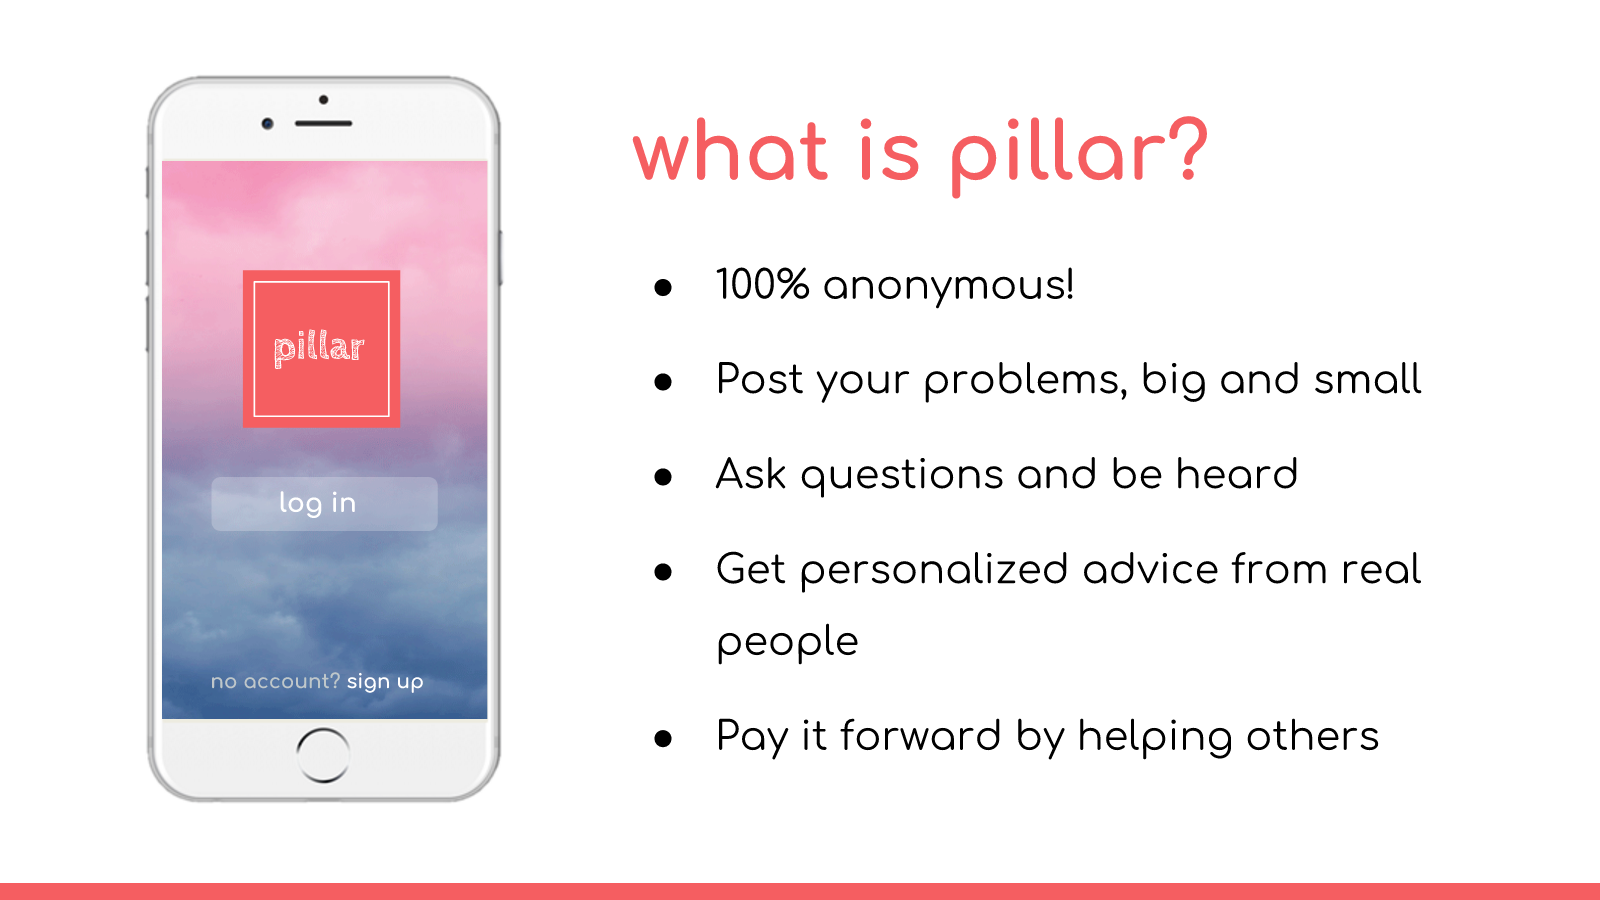 what is pillar?
pillar
log in
no account? sign up
● 100% anonymous!
● Post your problems, big and small
● Ask questions and be heard
● Get personalized advice from real
people
● Pay it forward by helping others